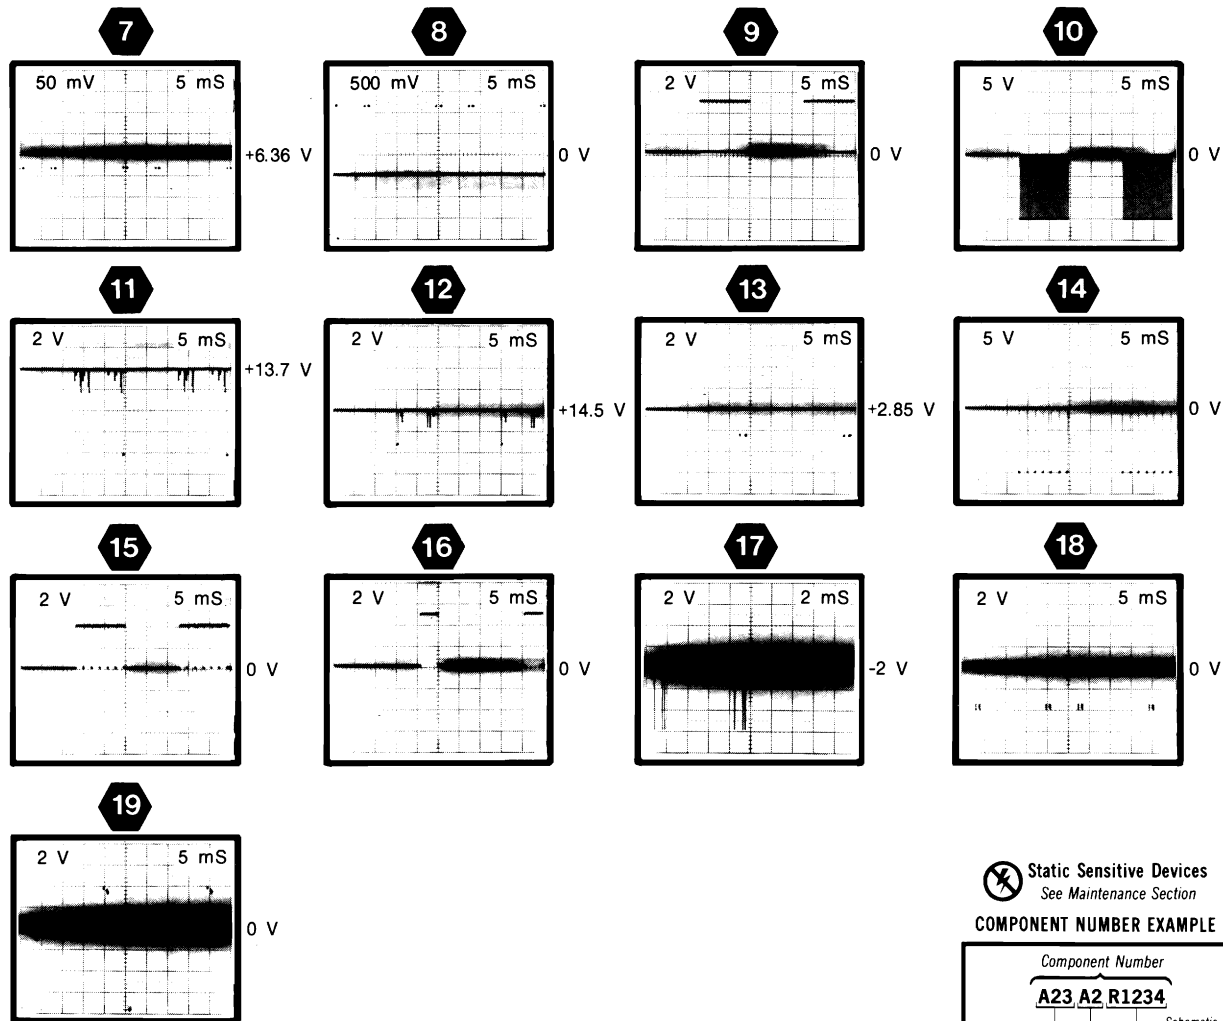 7
50 mV 5 mS
+6.36 V
8
500 mV 5 mS
0 V
9
2 V 5 mS
0 V
10
5 V 5 mS
0 V
11
2 V 5 mS
+13.7 V
12
2 V 5 mS
+14.5 V
13
2 V 5 mS
+2.85 V
14
5 V 5 mS
0 V
15
2 V 5 mS
0 V
16
2 V 5 mS
0 V
17
2 V 2 mS
-2 V
18
2 V 5 mS
0 V
19
2 V 5 mS
0 V
Static Sensitive Devices
See Maintenance Section
COMPONENT NUMBER EXAMPLE
Component Number
A23 A2 R1234
Schematic